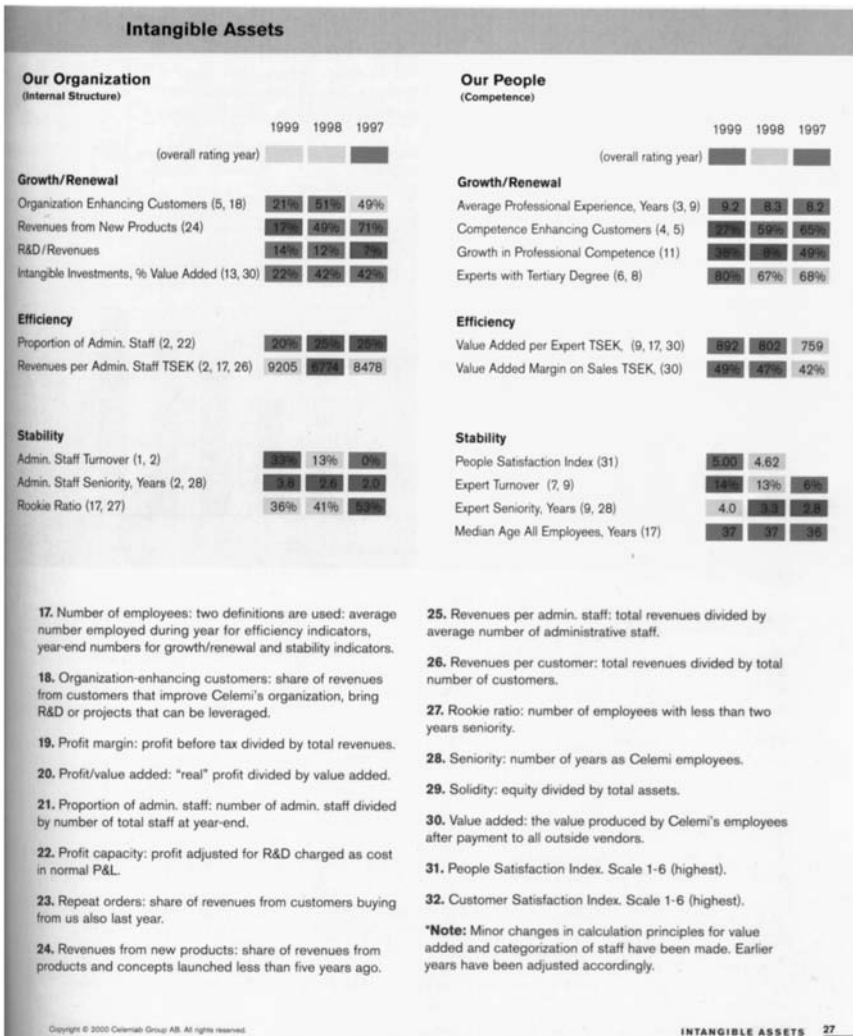 Intangible Assets
Our Organization
(Internal Structure)
1999 1998 1997
(overall rating year)
Growth/Renewal
Organization Enhancing Customers (5, 18) 21% 51% 49%
Revenues from New Products (24) 17% 49% 71%
R&D/Revenues 14% 12% 7%
Intangible Investments, % Value Added (13, 30) 22% 42% 42%
Efficiency
Proportion of Admin. Staff (2, 22) 20% 25% 25%
Revenues per Admin. Staff TSEK (2, 17, 26) 9205 6774 8478
Stability
Admin. Staff Turnover (1, 2) 33% 13% 0%
Admin. Staff Seniority, Years (2, 28) 3.8 2.6 2.0
Rookie Ratio (17, 27) 36% 41% 53%
Our People
(Competence)
1999 1998 1997
(overall rating year)
Growth/Renewal
Average Professional Experience, Years (3, 9) 9.2 8.3 8.2
Competence Enhancing Customers (4, 5) 27% 59% 65%
Growth in Professional Competence (11) 38% 8% 49%
Experts with Tertiary Degree (6, 8) 80% 67% 68%
Efficiency
Value Added per Expert TSEK, (9, 17, 30) 892 802 759
Value Added Margin on Sales TSEK, (30) 49% 47% 42%
Stability
People Satisfaction Index (31) 5.00 4.62
Expert Turnover (7, 9) 14% 13% 6%
Expert Seniority, Years (9, 28) 4.0 3.3 2.8
Median Age All Employees, Years (17) 37 37 36
17. Number of employees: two definitions are used: average
number employed during year for efficiency indicators,
year-end numbers for growth/renewal and stability indicators.
18. Organization-enhancing customers: share of revenues
from customers that improve Celemi's organization, bring
R&D or projects that can be leveraged.
19. Profit margin: profit before tax divided by total revenues.
20. Profit/value added: "real" profit divided by value added.
21. Proportion of admin. staff: number of admin. staff divided
by number of total staff at year-end.
22. Profit capacity: profit adjusted for R&D charged as cost
in normal P&L.
23. Repeat orders: share of revenues from customers buying
from us also last year.
24. Revenues from new products: share of revenues from
products and concepts launched less than five years ago.
25. Revenues per admin. staff: total revenues divided by
average number of administrative staff.
26. Revenues per customer: total revenues divided by total
number of customers.
27. Rookie ratio: number of employees with less than two
years seniority.
28. Seniority: number of years as Celemi employees.
29. Solidity: equity divided by total assets.
30. Value added: the value produced by Celemi's employees
after payment to all outside vendors.
31. People Satisfaction Index. Scale 1-6 (highest).
32. Customer Satisfaction Index. Scale 1-6 (highest).
*Note: Minor changes in calculation principles for value
added and categorization of staff have been made. Earlier
years have been adjusted accordingly.
Copyright © 2000 Celemiab Group AB. All rights reserved.
INTANGIBLE ASSETS 27